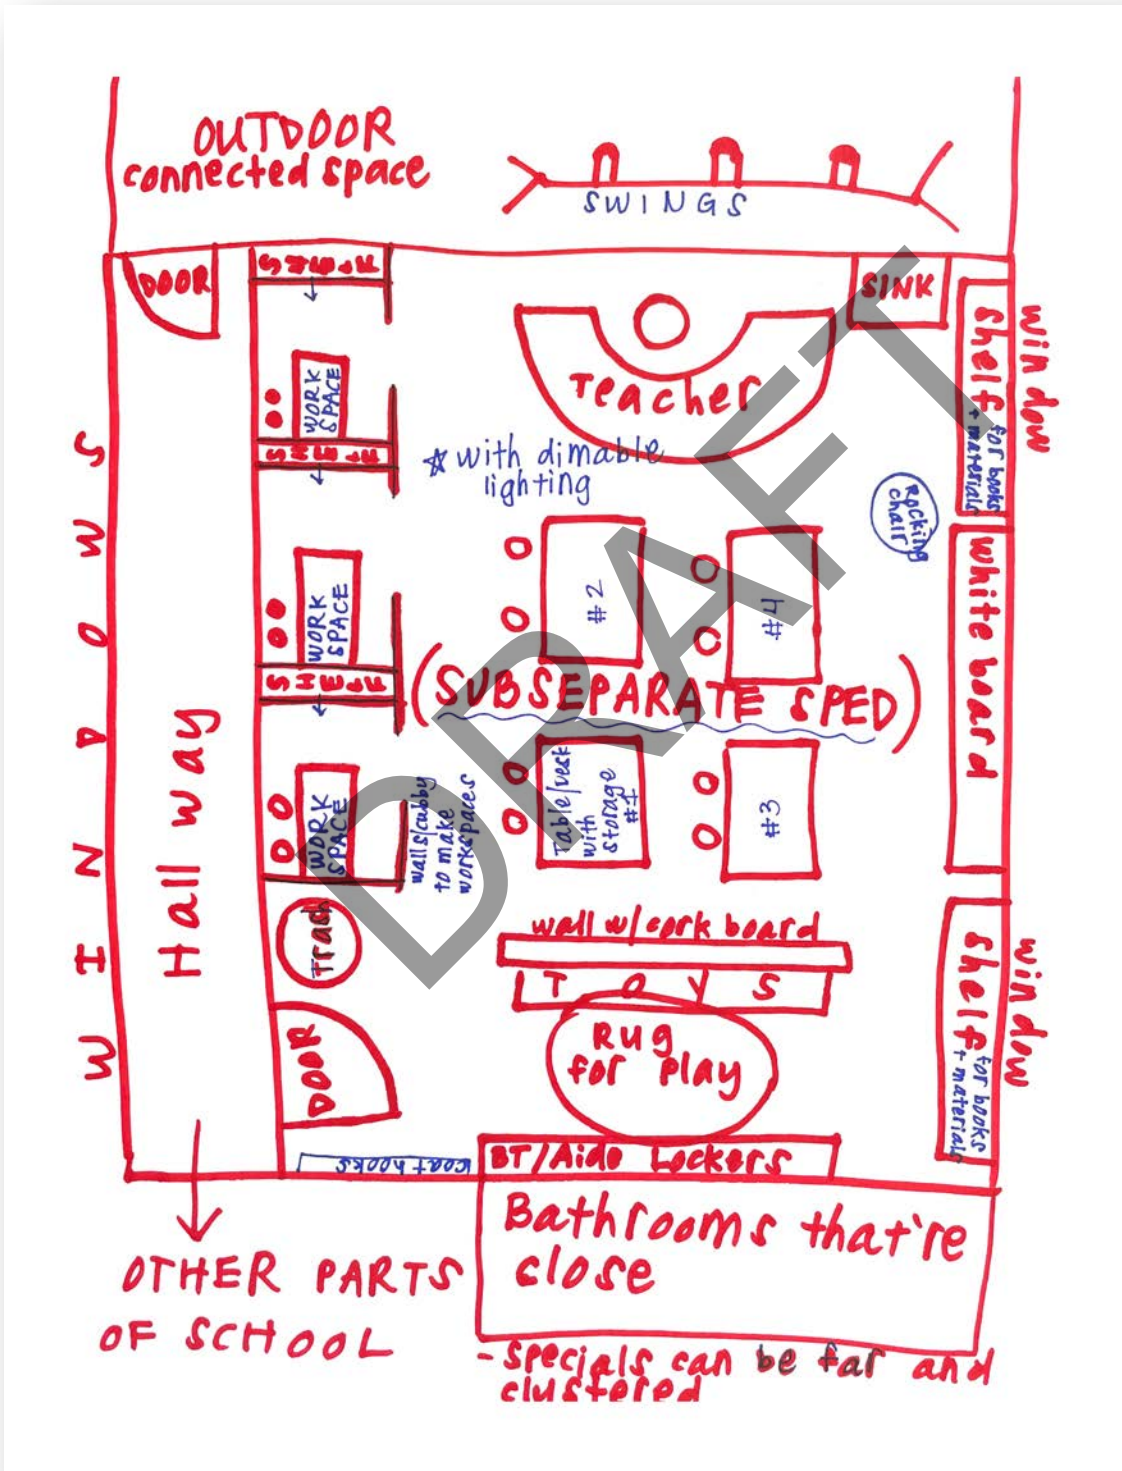 OUTDOOR
connected space
SWINGS
DOOR
SHELF
SINK
window
Shelf for books
+ materials
Teacher
WORK
SPACE
SHELF
* with dimable
lighting
Rocking
chair
WINDOWS
Hall way
WORK
SPACE
SHELF
#2
#4
white board
(SUBSEPARATE SPED)
WORK
SPACE
walls/cubby
to make
workspaces
Table/desk
with
storage
#1
#3
Trash
wall w/cork board
TOYS
Rug
for play
DOOR
window
Shelf for books
+ materials
coat hooks
BT/Aide Lockers
Bathrooms that're
close
OTHER PARTS
OF SCHOOL
- specials can be far and
clustered
DRAFT